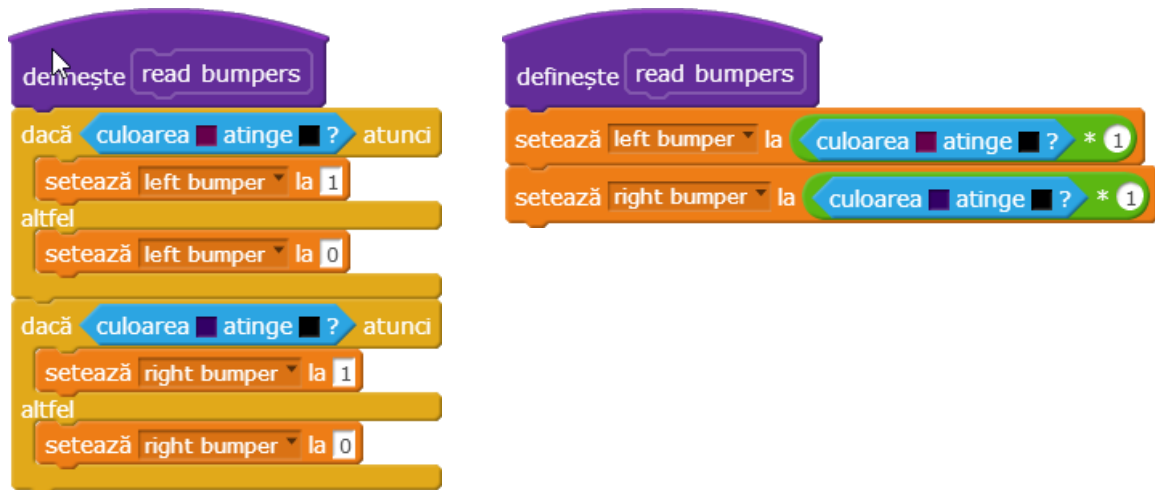 definește read bumpers
dacă culoarea atinge ? atunci
setează left bumper la 1
altfel
setează left bumper la 0
dacă culoarea atinge ? atunci
setează right bumper la 1
altfel
setează right bumper la 0
definește read bumpers
setează left bumper la culoarea atinge ? * 1
setează right bumper la culoarea atinge ? * 1